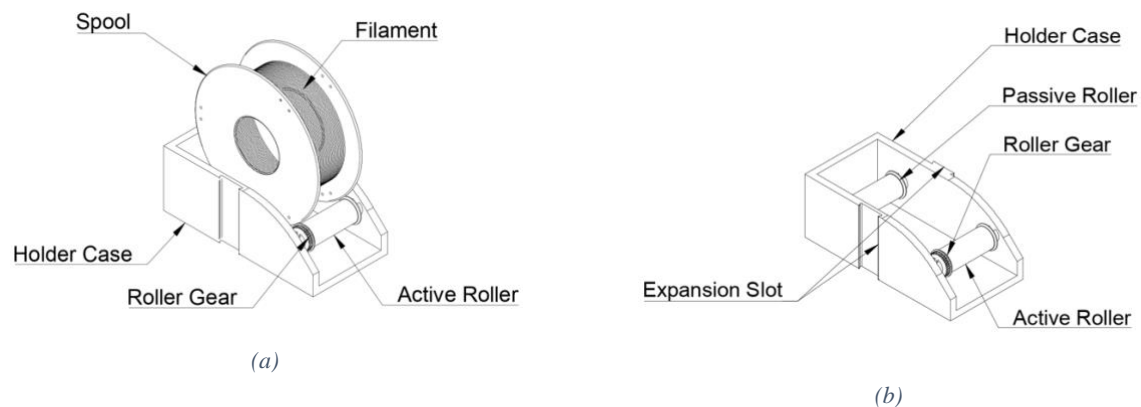 Spool
Filament
Holder Case
Roller Gear
Active Roller
(a)
Holder Case
Passive Roller
Roller Gear
Expansion Slot
Active Roller
(b)